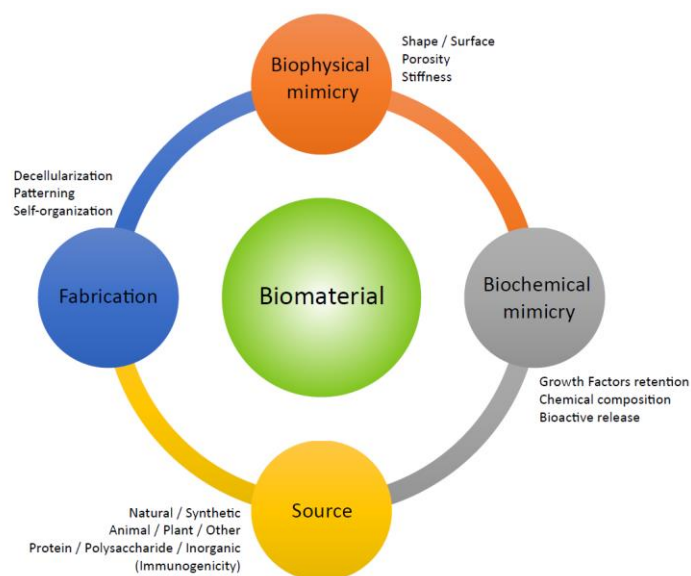 Biophysical
mimicry
Shape / Surface
Porosity
Stiffness
Decellularization
Patterning
Self-organization
Fabrication
Biomaterial
Biochemical
mimicry
Growth Factors retention
Chemical composition
Bioactive release
Source
Natural / Synthetic
Animal / Plant / Other
Protein / Polysaccharide / Inorganic
(Immunogenicity)